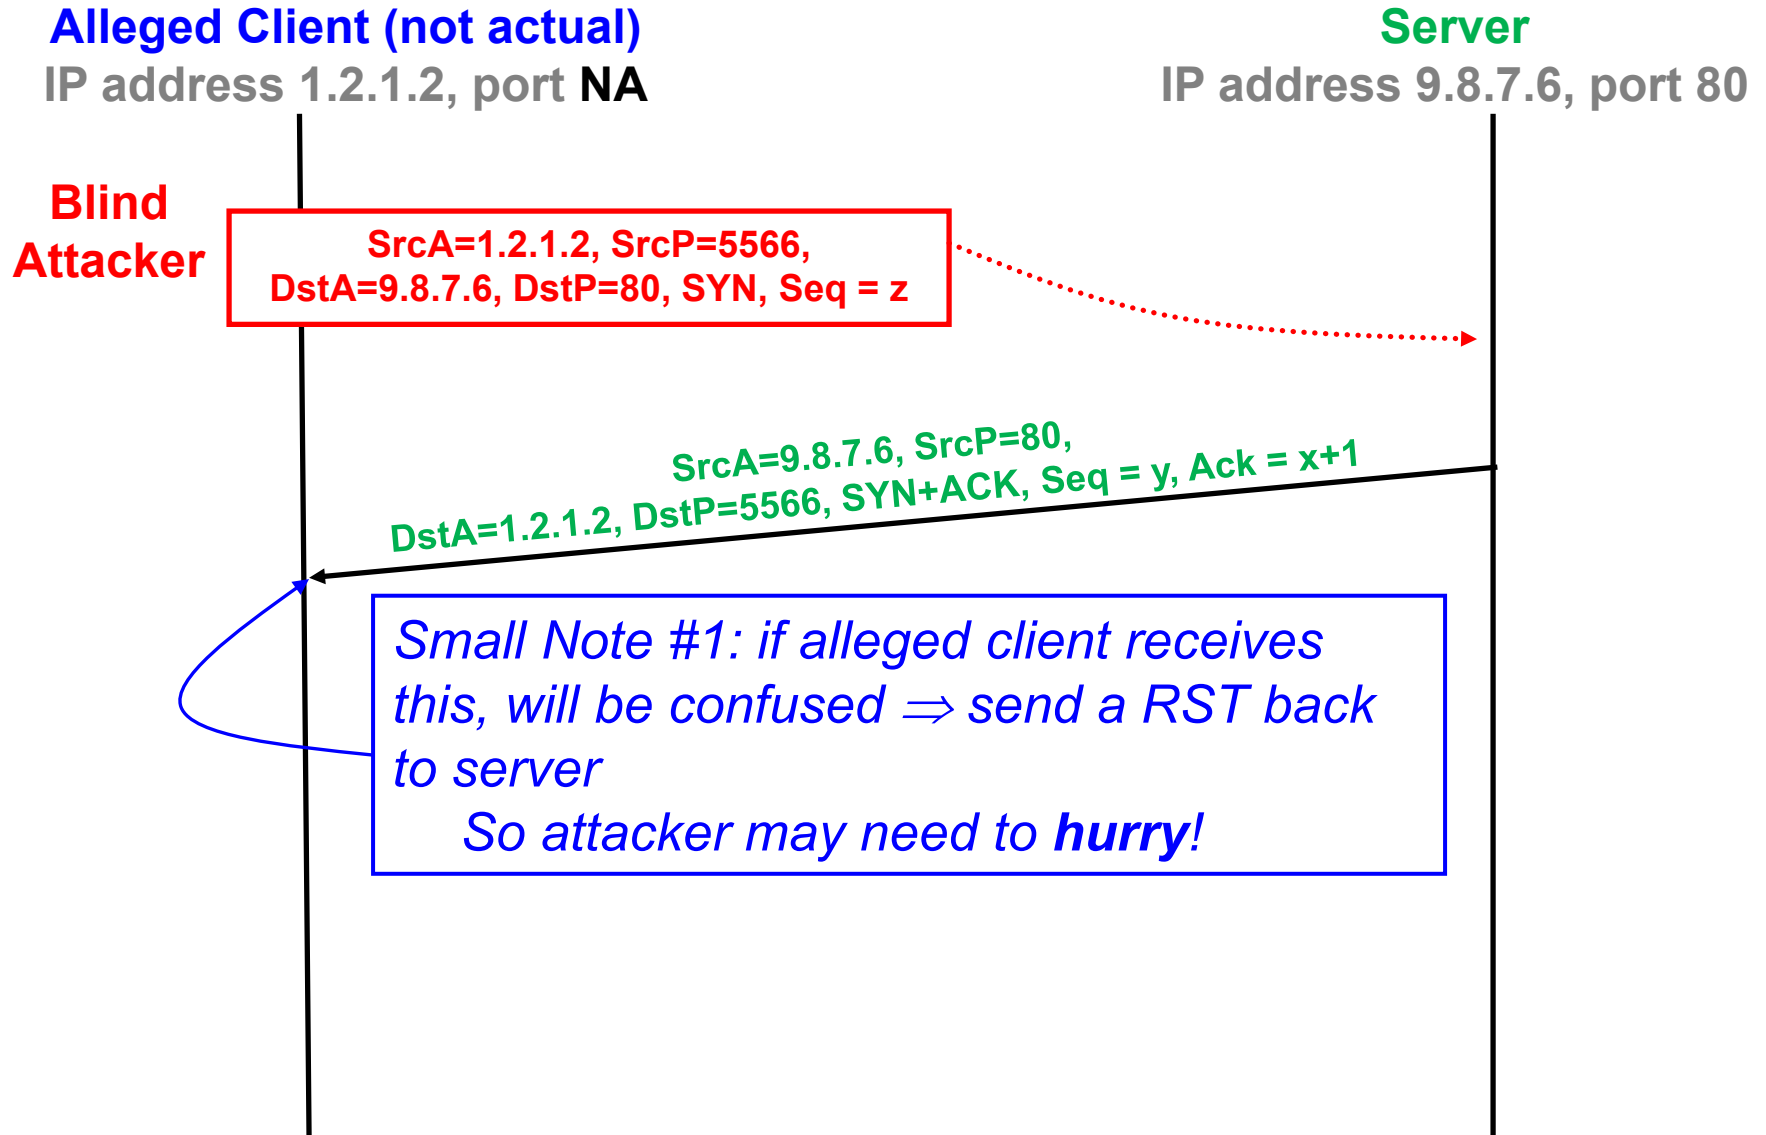 Alleged Client (not actual)
IP address 1.2.1.2, port NA
Server
IP address 9.8.7.6, port 80
Blind
Attacker
SrcA=1.2.1.2, SrcP=5566,
DstA=9.8.7.6, DstP=80, SYN, Seq = z
SrcA=9.8.7.6, SrcP=80,
DstA=1.2.1.2, DstP=5566, SYN+ACK, Seq = y, Ack = x+1
Small Note #1: if alleged client receives
this, will be confused ⇒ send a RST back
to server
So attacker may need to hurry!